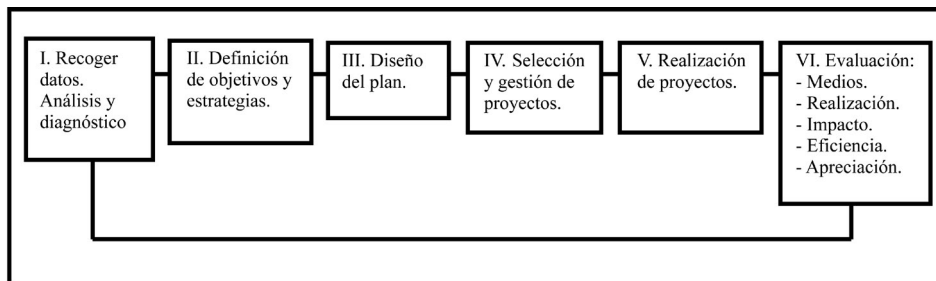 I. Recoger
datos.
Análisis y
diagnóstico
II. Definición
de objetivos y
estrategias.
III. Diseño
del plan.
IV. Selección
y gestión
de proyectos.
V. Realización
de proyectos.
VI. Evaluación:
- Medios.
- Realización.
- Impacto.
- Eficiencia.
- Apreciación.